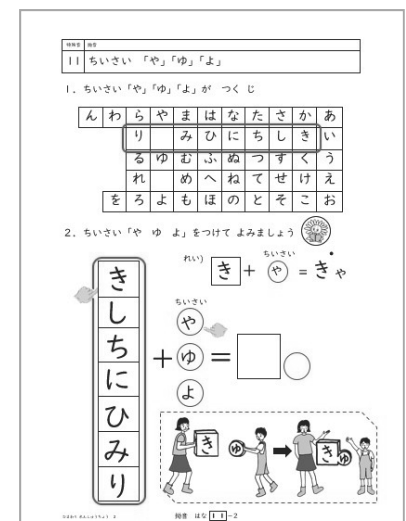 11 ちいさい 「や」「ゆ」「よ」
1. ちいさい「や」「ゆ」「よ」が つく じ
ん わ ら や ま は な た さ か あ
り み ひ に ち し き い
る ゆ む ふ ぬ つ す く う
れ め へ ね て せ け え
を ろ よ も ほ の と そ こ お
2. ちいさい「や ゆ よ」をつけて よみましょう
れい)
ちいさい
き + や = きゃ
き
し
ち
に
ひ
み
り
ちいさい
や
+ ゆ =
よ
き ゆ きゅ
はな 11-2